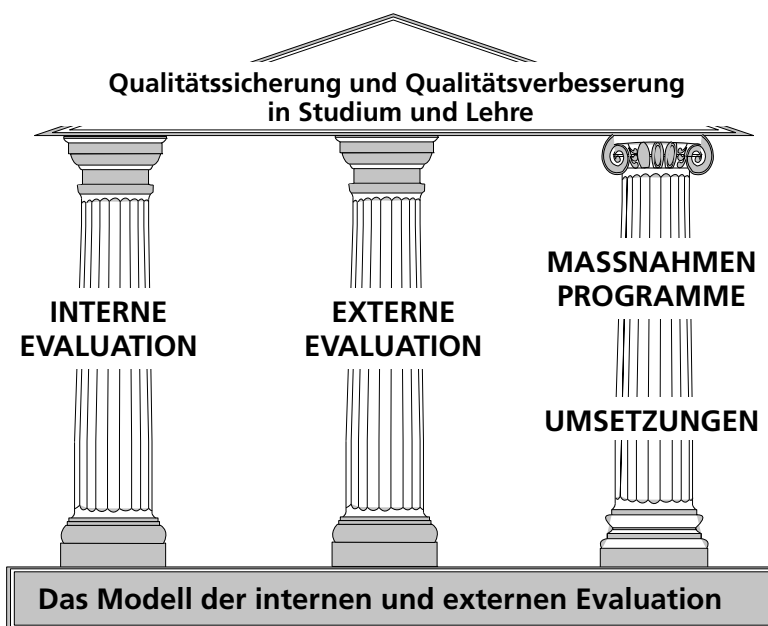 Qualitätssicherung und Qualitätsverbesserung
in Studium und Lehre
INTERNE
EVALUATION
EXTERNE
EVALUATION
MASSNAHMEN
PROGRAMME
UMSETZUNGEN
Das Modell der internen und externen Evaluation